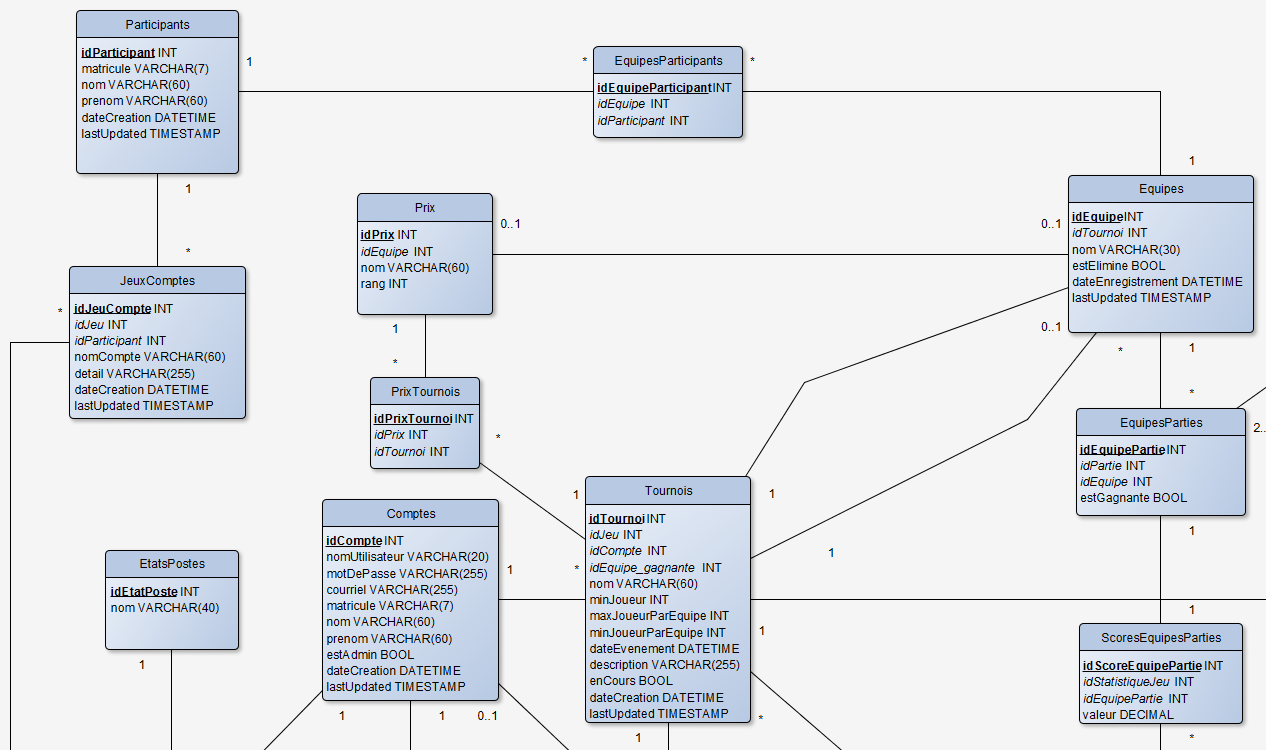 Participants
idParticipant INT
matricule VARCHAR(7)
nom VARCHAR(60)
prenom VARCHAR(60)
dateCreation DATETIME
lastUpdated TIMESTAMP
1
*
EquipesParticipants
idEquipeParticipant INT
idEquipe INT
idParticipant INT
*
1
1
*
Prix
idPrix INT
idEquipe INT
nom VARCHAR(60)
rang INT
0..1
0..1
Equipes
idEquipe INT
idTournoi INT
nom VARCHAR(30)
estElimine BOOL
dateEnregistrement DATETIME
lastUpdated TIMESTAMP
JeuxComptes
idJeuCompte INT
idJeu INT
idParticipant INT
nomCompte VARCHAR(60)
detail VARCHAR(255)
dateCreation DATETIME
lastUpdated TIMESTAMP
*
1
*
0..1
*
1
*
PrixTournois
idPrixTournoi INT
idPrix INT
idTournoi INT
*
EquipesParties
idEquipePartie INT
idPartie INT
idEquipe INT
estGagnante BOOL
2..
1
Tournois
idTournoi INT
idJeu INT
idCompte INT
idEquipe_gagnante INT
nom VARCHAR(60)
minJoueur INT
maxJoueurParEquipe INT
minJoueurParEquipe INT
dateEvenement DATETIME
description VARCHAR(255)
enCours BOOL
dateCreation DATETIME
lastUpdated TIMESTAMP
1
1
1
*
1
1
*
1
Comptes
idCompte INT
nomUtilisateur VARCHAR(20)
motDePasse VARCHAR(255)
courriel VARCHAR(255)
matricule VARCHAR(7)
nom VARCHAR(60)
prenom VARCHAR(60)
estAdmin BOOL
dateCreation DATETIME
lastUpdated TIMESTAMP
1
1
0..1
EtatsPostes
idEtatPoste INT
nom VARCHAR(40)
1
1
1
ScoresEquipesParties
idScoreEquipePartie INT
idStatistiqueJeu INT
idEquipePartie INT
valeur DECIMAL
*